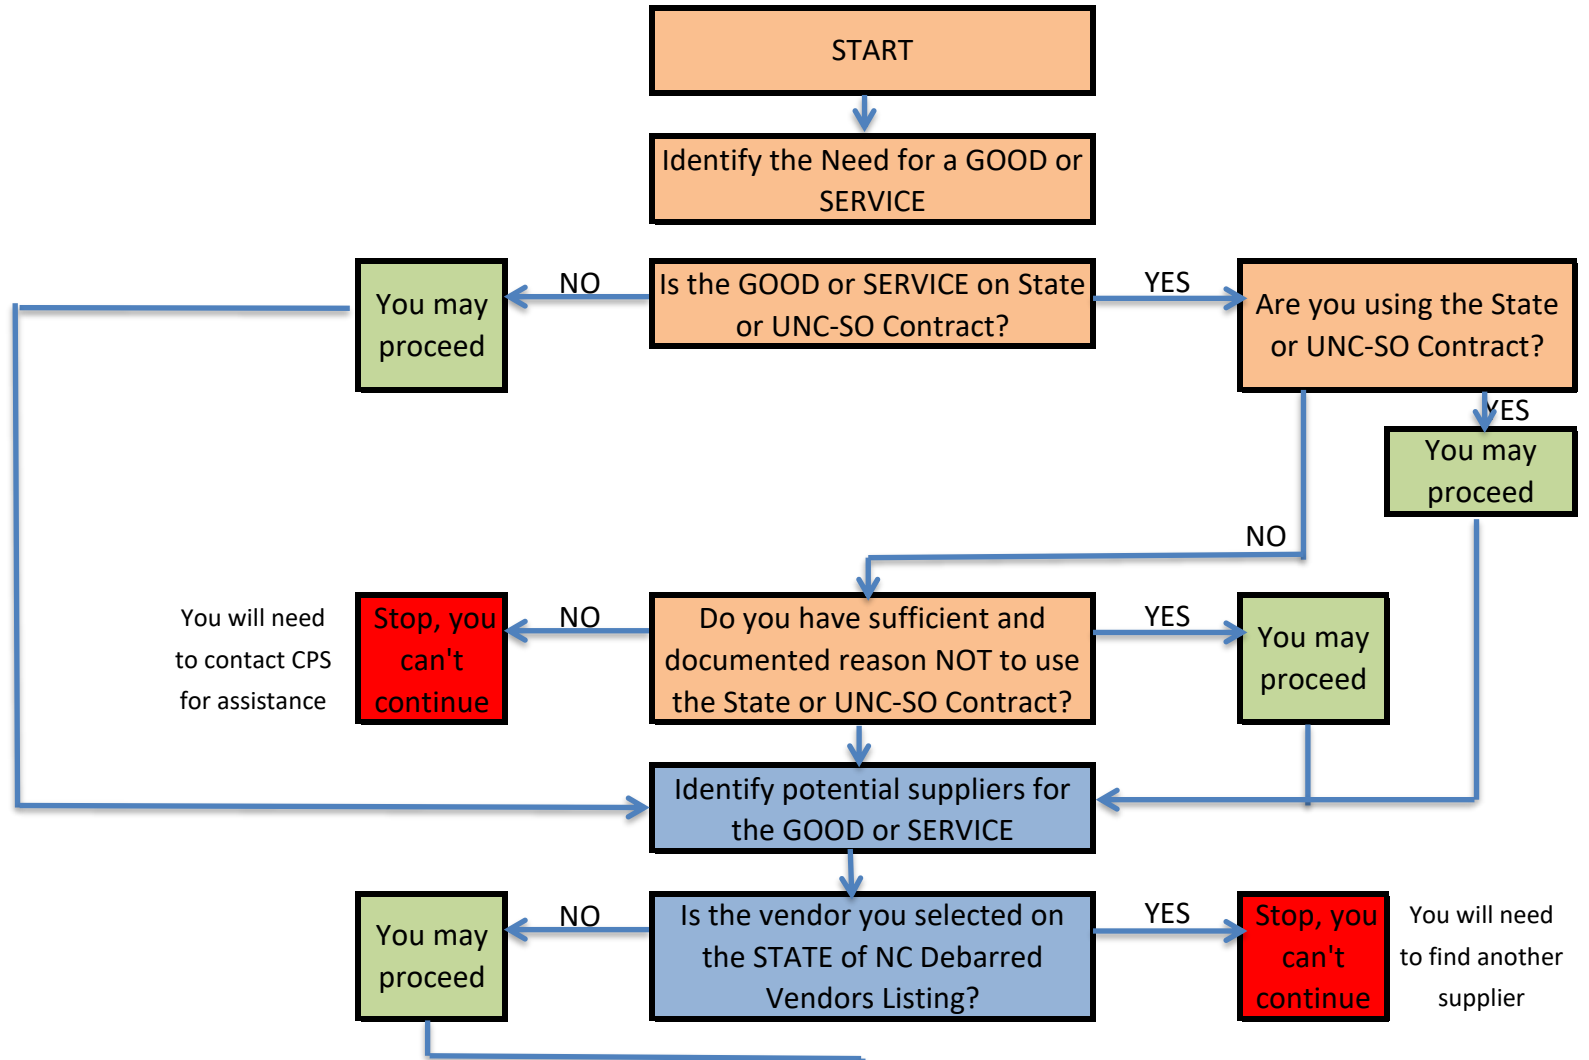 START
Identify the Need for a GOOD or
SERVICE
You may
proceed
NO
Is the GOOD or SERVICE on State
or UNC-SO Contract?
YES
Are you using the State
or UNC-SO Contract?
YES
You may
proceed
NO
You will need
to contact CPS
for assistance
Stop, you
can't
continue
NO
Do you have sufficient and
documented reason NOT to use
the State or UNC-SO Contract?
YES
You may
proceed
Identify potential suppliers for
the GOOD or SERVICE
You may
proceed
NO
Is the vendor you selected on
the STATE of NC Debarred
Vendors Listing?
YES
Stop, you
can't
continue
You will need
to find another
supplier